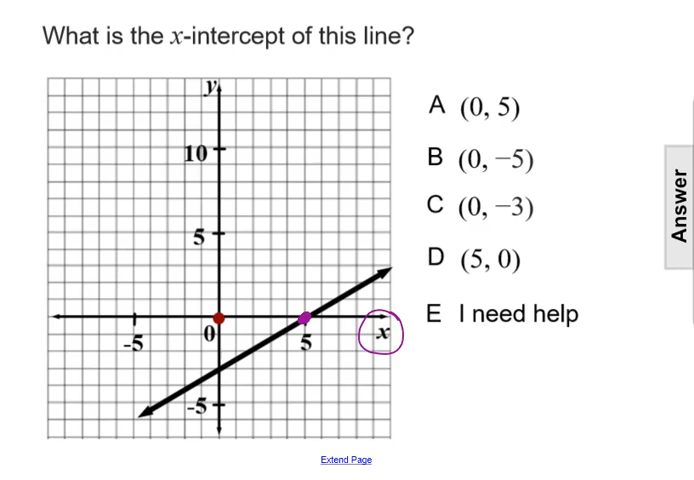 What is the x-intercept of this line?
y
10
5
-5
0
5
x
-5
A (0, 5)
B (0, −5)
C (0, −3)
D (5, 0)
E I need help
Answer
Extend Page